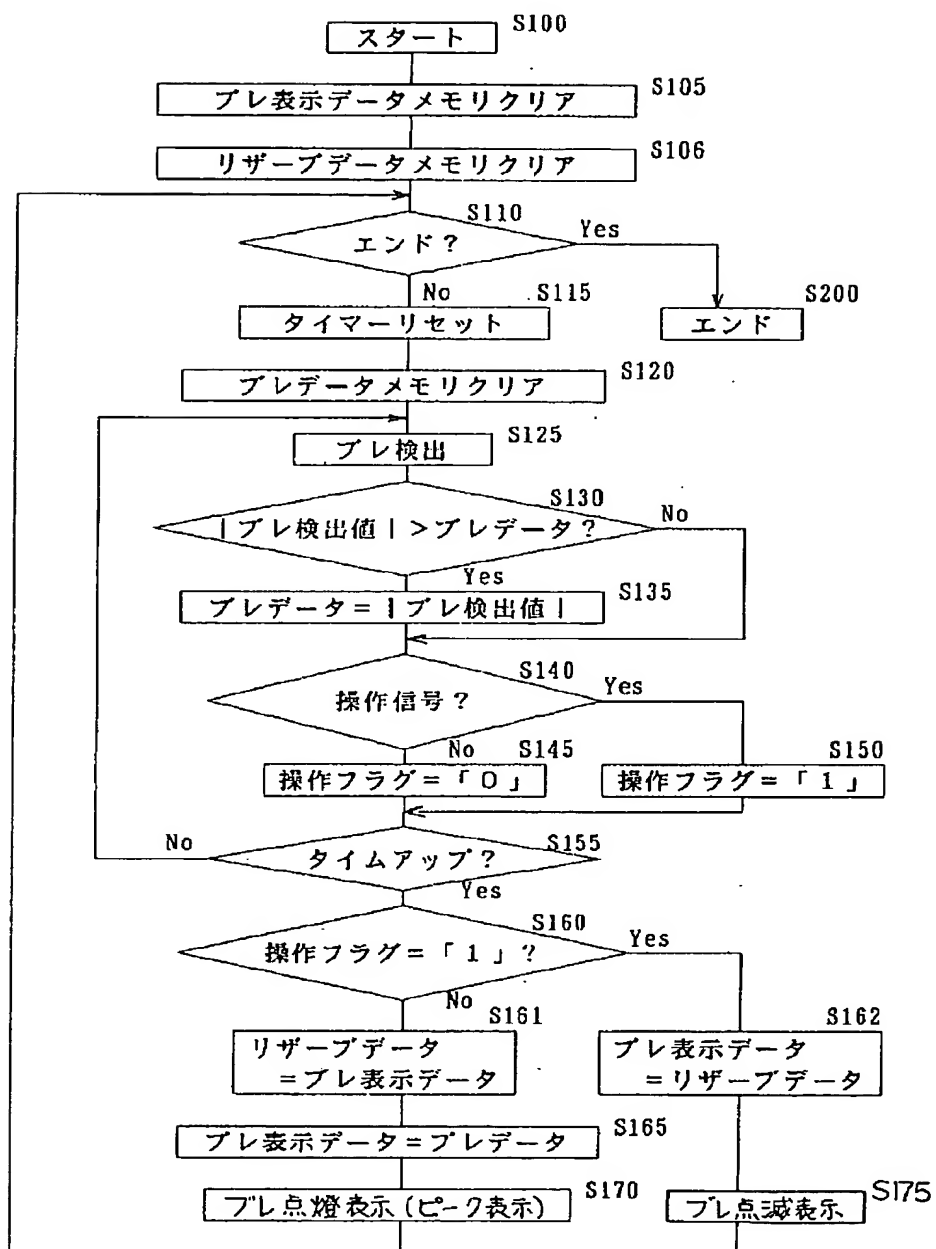 スタート
S100
ブレ表示データメモリクリア
S105
リザーブデータメモリクリア
S106
S110
エンド?
Yes
No
S115
タイマーリセット
S200
エンド
ブレデータメモリクリア
S120
ブレ検出
S125
S130
|ブレ検出値|>ブレデータ?
No
Yes
ブレデータ=|ブレ検出値|
S135
S140
操作信号?
Yes
No
S145
操作フラグ=「0」
S150
操作フラグ=「1」
No
S155
タイムアップ?
Yes
S160
操作フラグ=「1」?
Yes
No
S161
リザーブデータ
=ブレ表示データ
S162
ブレ表示データ
=リザーブデータ
ブレ表示データ=ブレデータ
S165
ブレ点燈表示(ピーク表示)
S170
ブレ点滅表示
S175